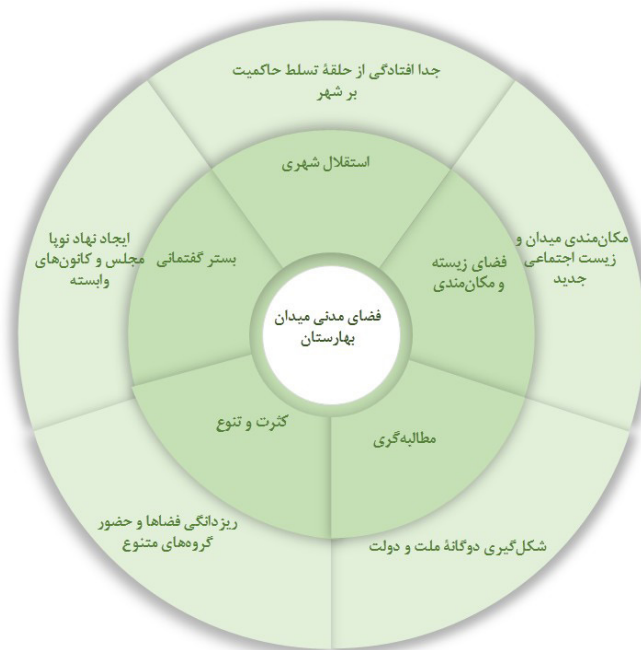 جدا افتادگی از حلقهٔ تسلط حاکمیت
بر شهر
استقلال شهری
مکان‌مندی میدان و
زیست اجتماعی
جدید
فضای زیسته
و مکان‌مندی
ایجاد نهاد نوپا
مجلس و کانون‌های
وابسته
بستر گفتمانی
فضای مدنی میدان
بهارستان
مطالبه‌گری
کثرت و تنوع
شکل‌گیری دوگانهٔ ملت و دولت
ریزدانگی فضاها و حضور
گروه‌های متنوع